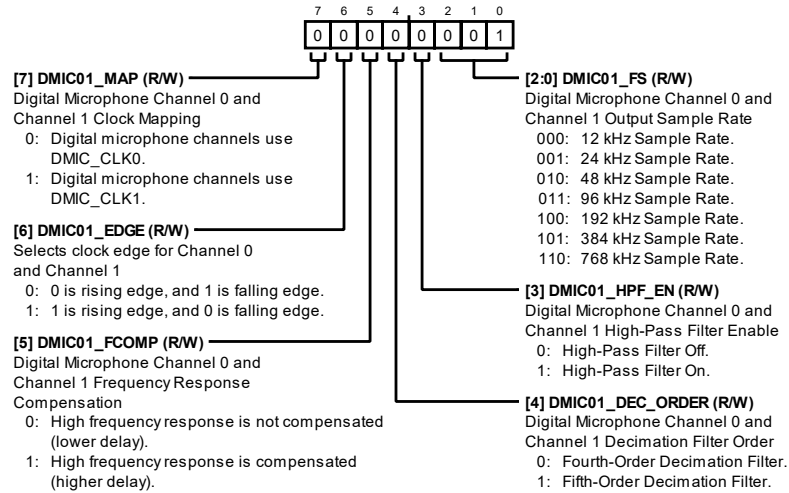 7 6 5 4 3 2 1 0
0 0 0 0 0 0 0 1
[7] DMIC01_MAP (R/W)
Digital Microphone Channel 0 and
Channel 1 Clock Mapping
0: Digital microphone channels use
DMIC_CLK0.
1: Digital microphone channels use
DMIC_CLK1.
[6] DMIC01_EDGE (R/W)
Selects clock edge for Channel 0
and Channel 1
0: 0 is rising edge, and 1 is falling edge.
1: 1 is rising edge, and 0 is falling edge.
[5] DMIC01_FCOMP (R/W)
Digital Microphone Channel 0 and
Channel 1 Frequency Response
Compensation
0: High frequency response is not compensated
(lower delay).
1: High frequency response is compensated
(higher delay).
[2:0] DMIC01_FS (R/W)
Digital Microphone Channel 0 and
Channel 1 Output Sample Rate
000: 12 kHz Sample Rate.
001: 24 kHz Sample Rate.
010: 48 kHz Sample Rate.
011: 96 kHz Sample Rate.
100: 192 kHz Sample Rate.
101: 384 kHz Sample Rate.
110: 768 kHz Sample Rate.
[3] DMIC01_HPF_EN (R/W)
Digital Microphone Channel 0 and
Channel 1 High-Pass Filter Enable
0: High-Pass Filter Off.
1: High-Pass Filter On.
[4] DMIC01_DEC_ORDER (R/W)
Digital Microphone Channel 0 and
Channel 1 Decimation Filter Order
0: Fourth-Order Decimation Filter.
1: Fifth-Order Decimation Filter.